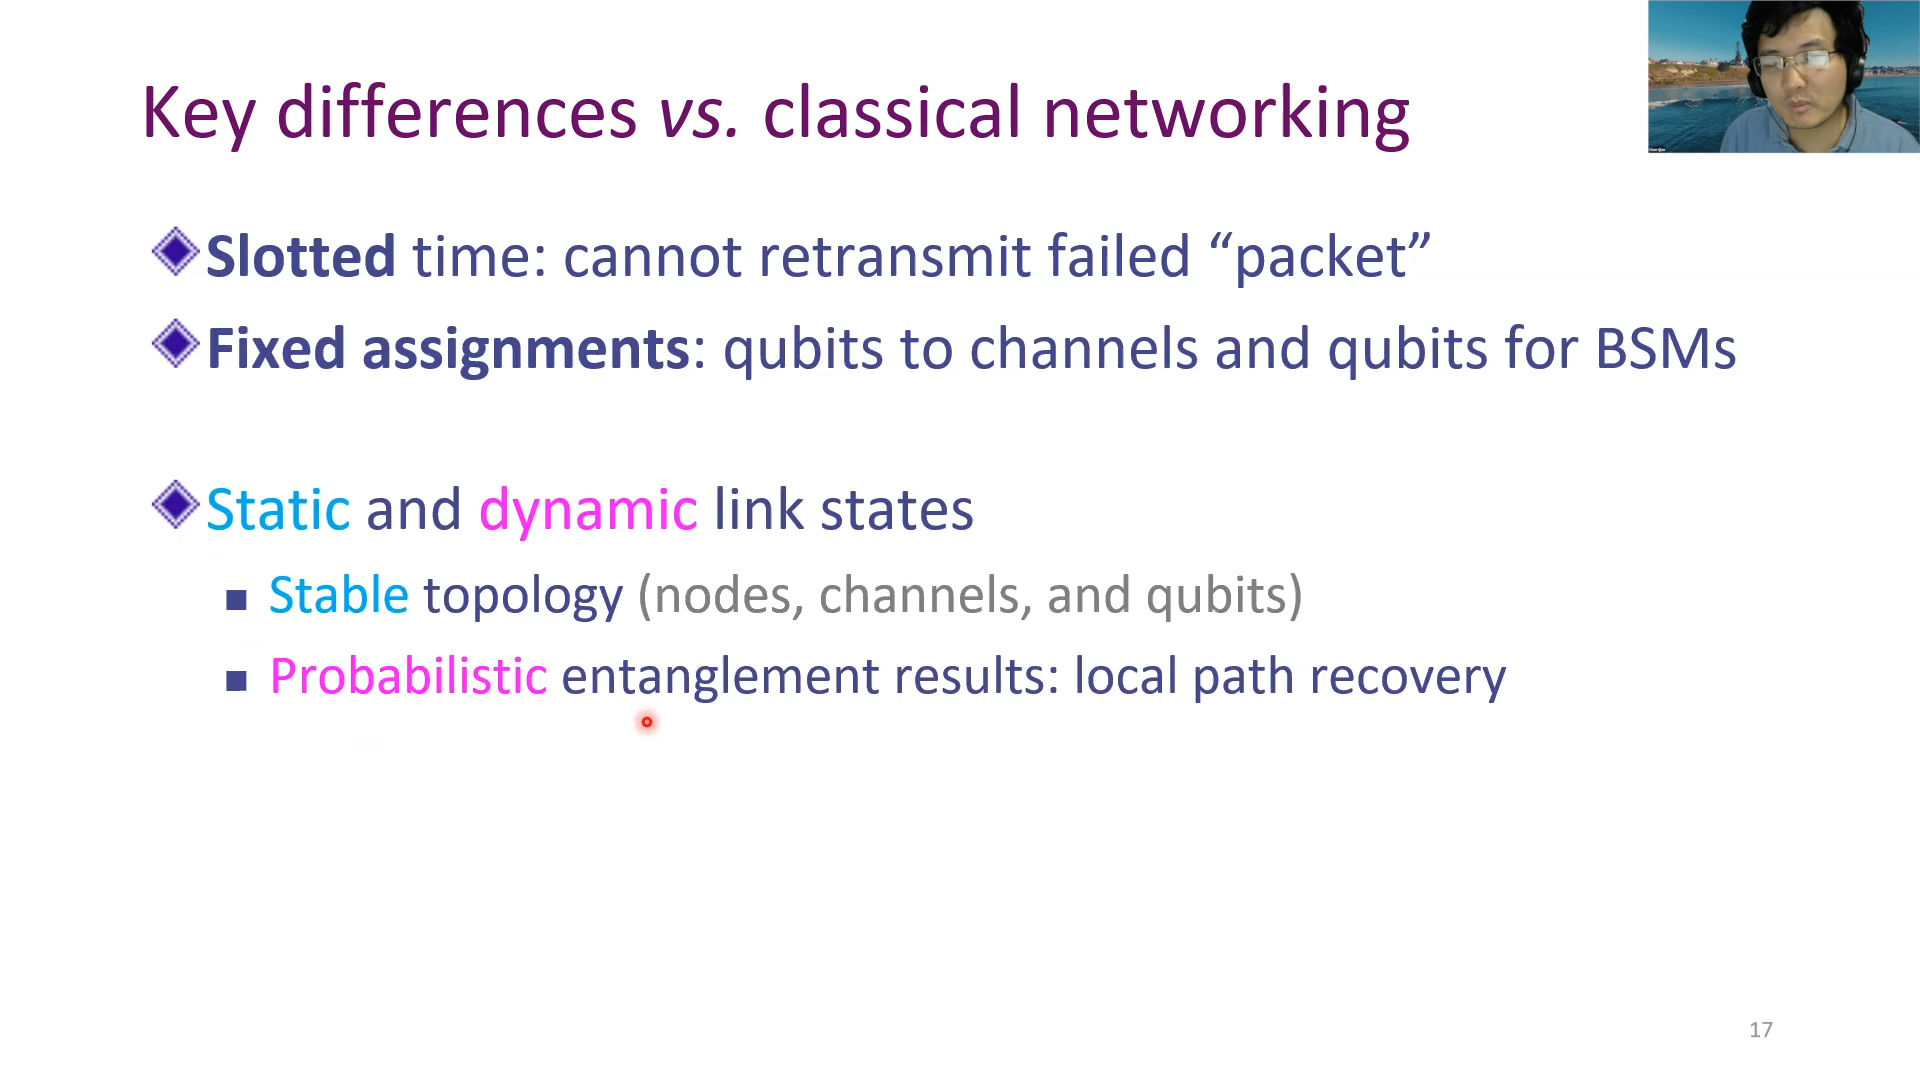 Key differences vs. classical networking
Slotted time: cannot retransmit failed “packet”
Fixed assignments: qubits to channels and qubits for BSMs
Static and dynamic link states
Stable topology (nodes, channels, and qubits)
Probabilistic entanglement results: local path recovery
17